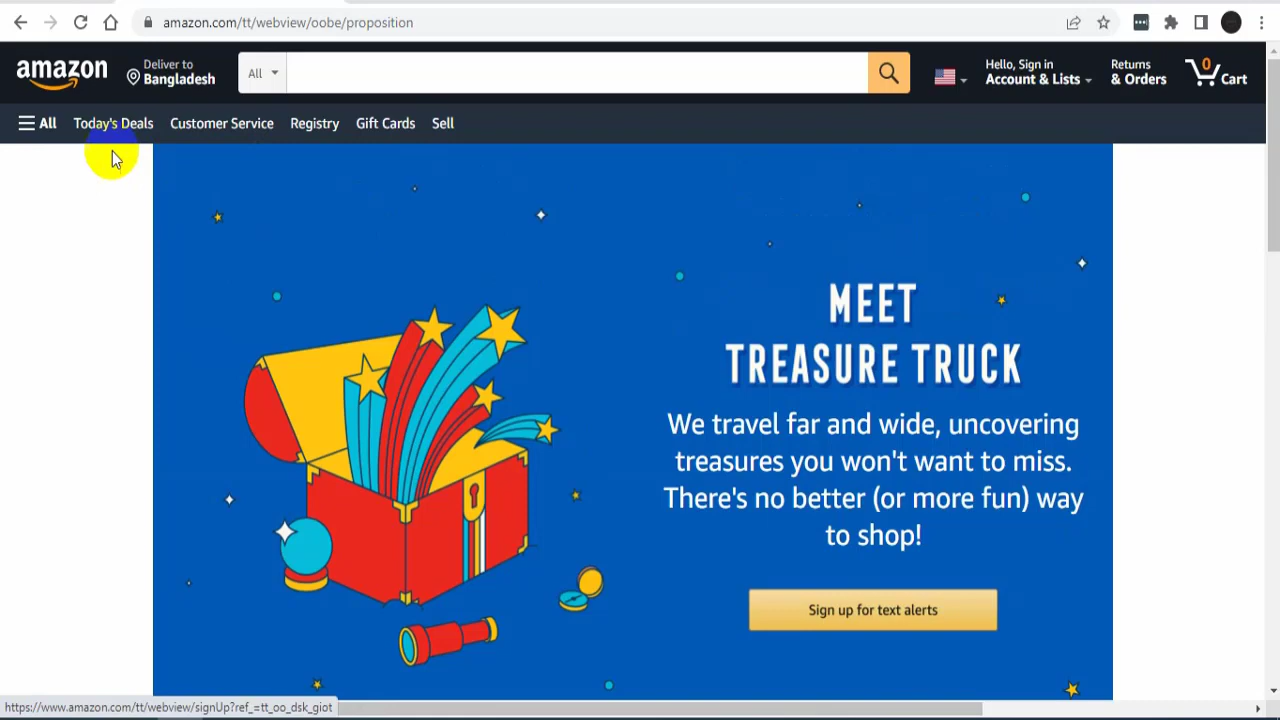 amazon.com/tt/webview/oobe/proposition
amazon
Deliver to
Bangladesh
All
Hello, Sign in
Account & Lists
Returns
& Orders
0
Cart
All
Today's Deals
Customer Service
Registry
Gift Cards
Sell
MEET
TREASURE TRUCK
We travel far and wide, uncovering
treasures you won't want to miss.
There's no better (or more fun) way
to shop!
Sign up for text alerts
https://www.amazon.com/tt/webview/signUp?ref_=tt_oo_dsk_giot